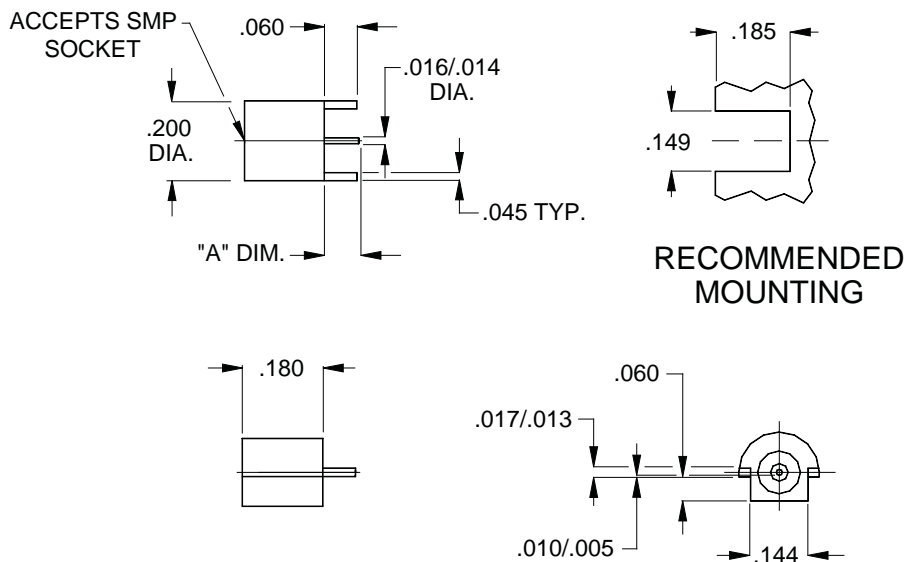 ACCEPTS SMP
SOCKET
.060
.016/.014
DIA.
.200
DIA.
.045 TYP.
"A" DIM.
.185
.149
RECOMMENDED
MOUNTING
.180
.060
.017/.013
.010/.005
.144